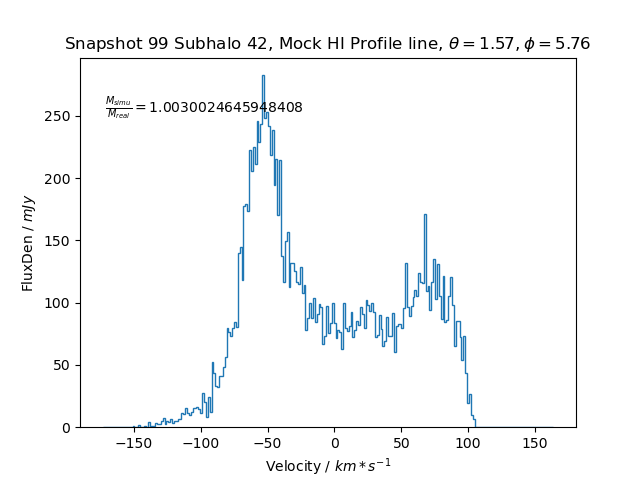 Snapshot 99 Subhalo 42, Mock HI Profile line, θ = 1.57, ϕ = 5.76
M_simu/M_real = 1.0030024645948408
FluxDen / mJy
250
200
150
100
50
0
−150 −100 −50 0 50 100 150
Velocity / km * s⁻¹